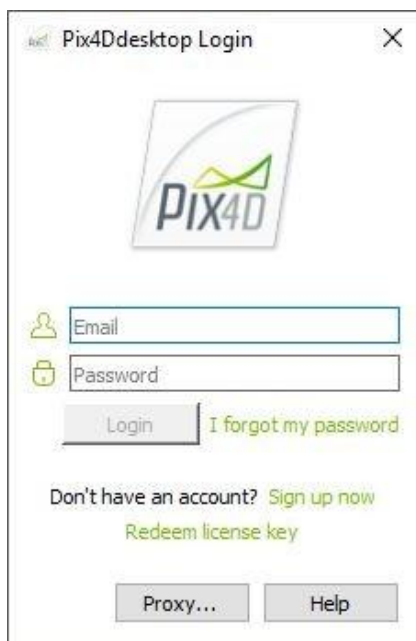 Pix4Ddesktop Login
PIX4D
Email
Password
Login I forgot my password
Don't have an account? Sign up now
Redeem license key
Proxy... Help